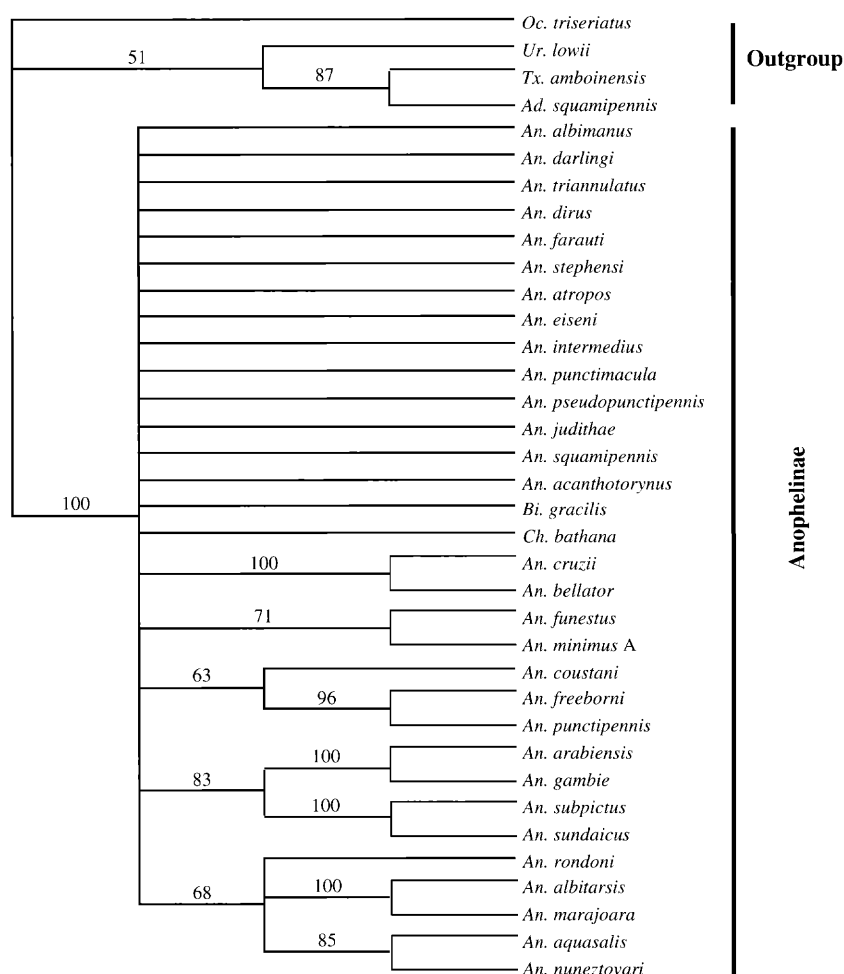 Oc. triseriatus
51
Ur. lowii
Outgroup
87
Tx. amboinensis
Ad. squamipennis
An. albimanus
An. darlingi
An. triannulatus
An. dirus
An. farauti
An. stephensi
An. atropos
An. eiseni
An. intermedius
An. punctimacula
An. pseudopunctipennis
An. judithae
An. squamipennis
An. acanthotorynus
100
Bi. gracilis
Ch. bathana
Anophelinae
100
An. cruzii
An. bellator
71
An. funestus
An. minimus A
63
An. coustani
96
An. freeborni
An. punctipennis
83
100
An. arabiensis
An. gambie
100
An. subpictus
An. sundaicus
68
An. rondoni
100
An. albitarsis
An. marajoara
85
An. aquasalis
An. nuneztovari